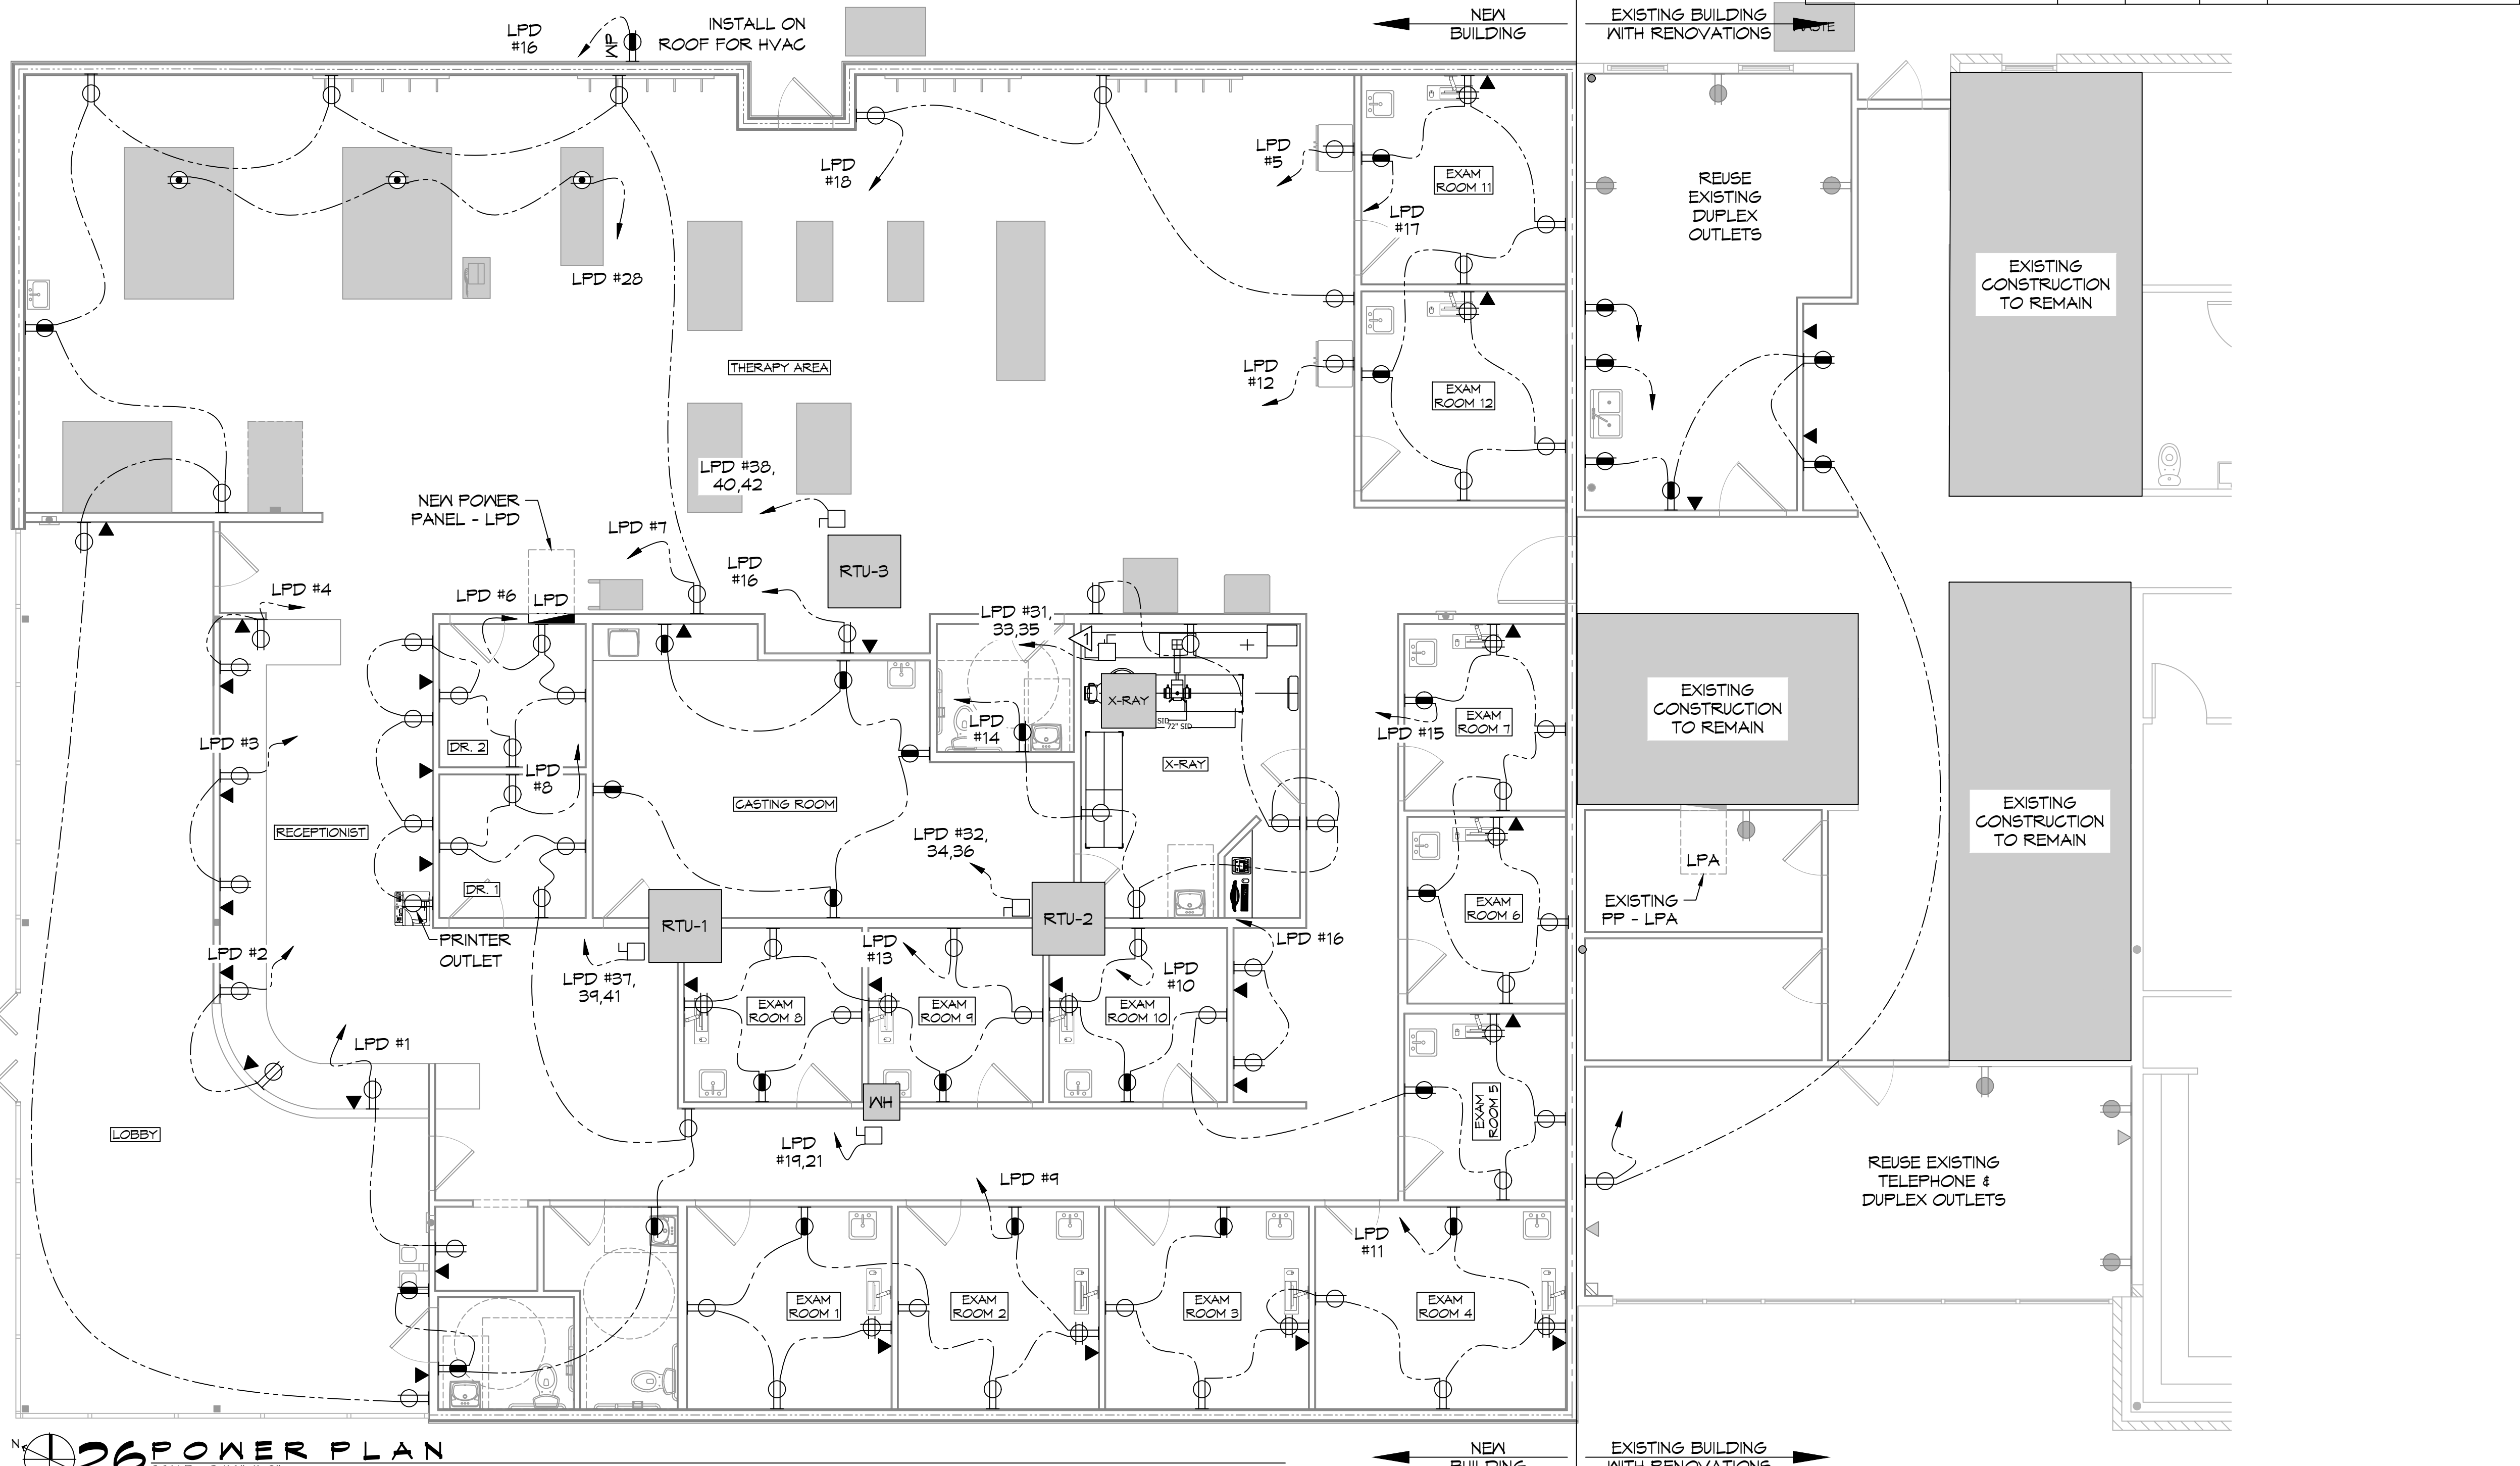 LPD
#16
WP
INSTALL ON
ROOF FOR HVAC
NEW
BUILDING
EXISTING BUILDING
WITH RENOVATIONS
LPD
#18
LPD
#5
EXAM
ROOM 11
LPD
#17
REUSE
EXISTING
DUPLEX
OUTLETS
LPD #28
EXISTING
CONSTRUCTION
TO REMAIN
THERAPY AREA
LPD
#12
EXAM
ROOM 12
LPD #38,
40,42
NEW POWER
PANEL - LPD
LPD #7
LPD
#16
RTU-3
LPD #4
LPD #6
LPD
LPD #31,
33,35
1
X-RAY
SID
72" SID
LPD
#14
LPD #15
EXAM
ROOM 7
EXISTING
CONSTRUCTION
TO REMAIN
LPD #3
DR. 2
LPD
#8
X-RAY
CASTING ROOM
RECEPTIONIST
EXISTING
CONSTRUCTION
TO REMAIN
LPD #32,
34,36
LPA
DR. 1
EXAM
ROOM 6
EXISTING
PP - LPA
RTU-1
RTU-2
PRINTER
OUTLET
LPD #2
LPD #37,
39,41
LPD
#13
LPD
#10
LPD #16
EXAM
ROOM 8
EXAM
ROOM 9
EXAM
ROOM 10
LPD #1
WH
EXAM
ROOM 5
LOBBY
LPD
#19,21
LPD #9
REUSE EXISTING
TELEPHONE &
DUPLEX OUTLETS
LPD
#11
EXAM
ROOM 1
EXAM
ROOM 2
EXAM
ROOM 3
EXAM
ROOM 4
N
26 POWER PLAN
NEW
BUILDING
EXISTING BUILDING
WITH RENOVATIONS